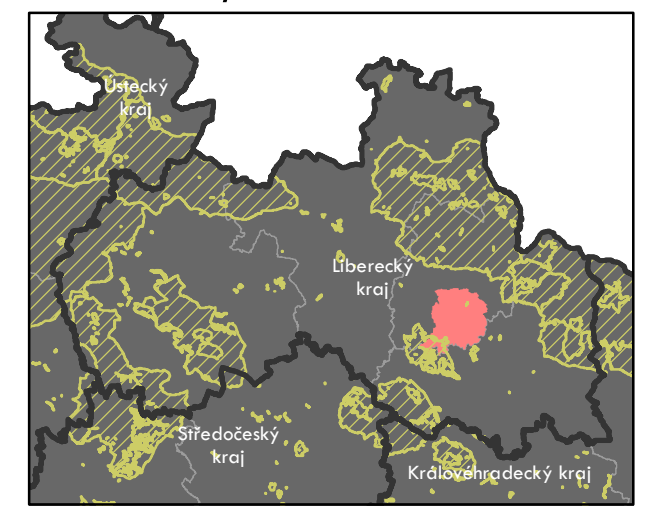 Ústecký
kraj
Liberecký
kraj
Středočeský
kraj
Královéhradecký kraj